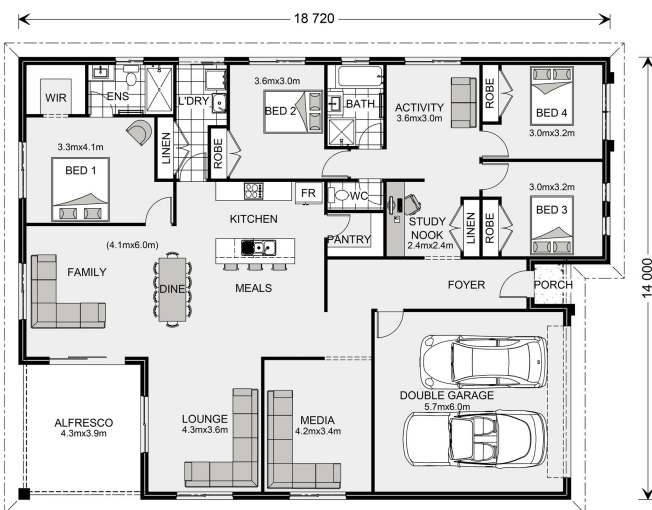 18 720
WIR
ENS
L'DRY
3.6mx3.0m
BED 2
BATH
ACTIVITY
3.6mx3.0m
ROBE
BED 4
3.0mx3.2m
3.3mx4.1m
BED 1
LINEN
ROBE
FR
WC
KITCHEN
PANTRY
STUDY
NOOK
2.4mx2.4m
LINEN
ROBE
3.0mx3.2m
BED 3
(4.1mx6.0m)
FAMILY
DINE
MEALS
FOYER
PORCH
14 000
ALFRESCO
4.3mx3.9m
LOUNGE
4.3mx3.6m
MEDIA
4.2mx3.4m
DOUBLE GARAGE
5.7mx6.0m